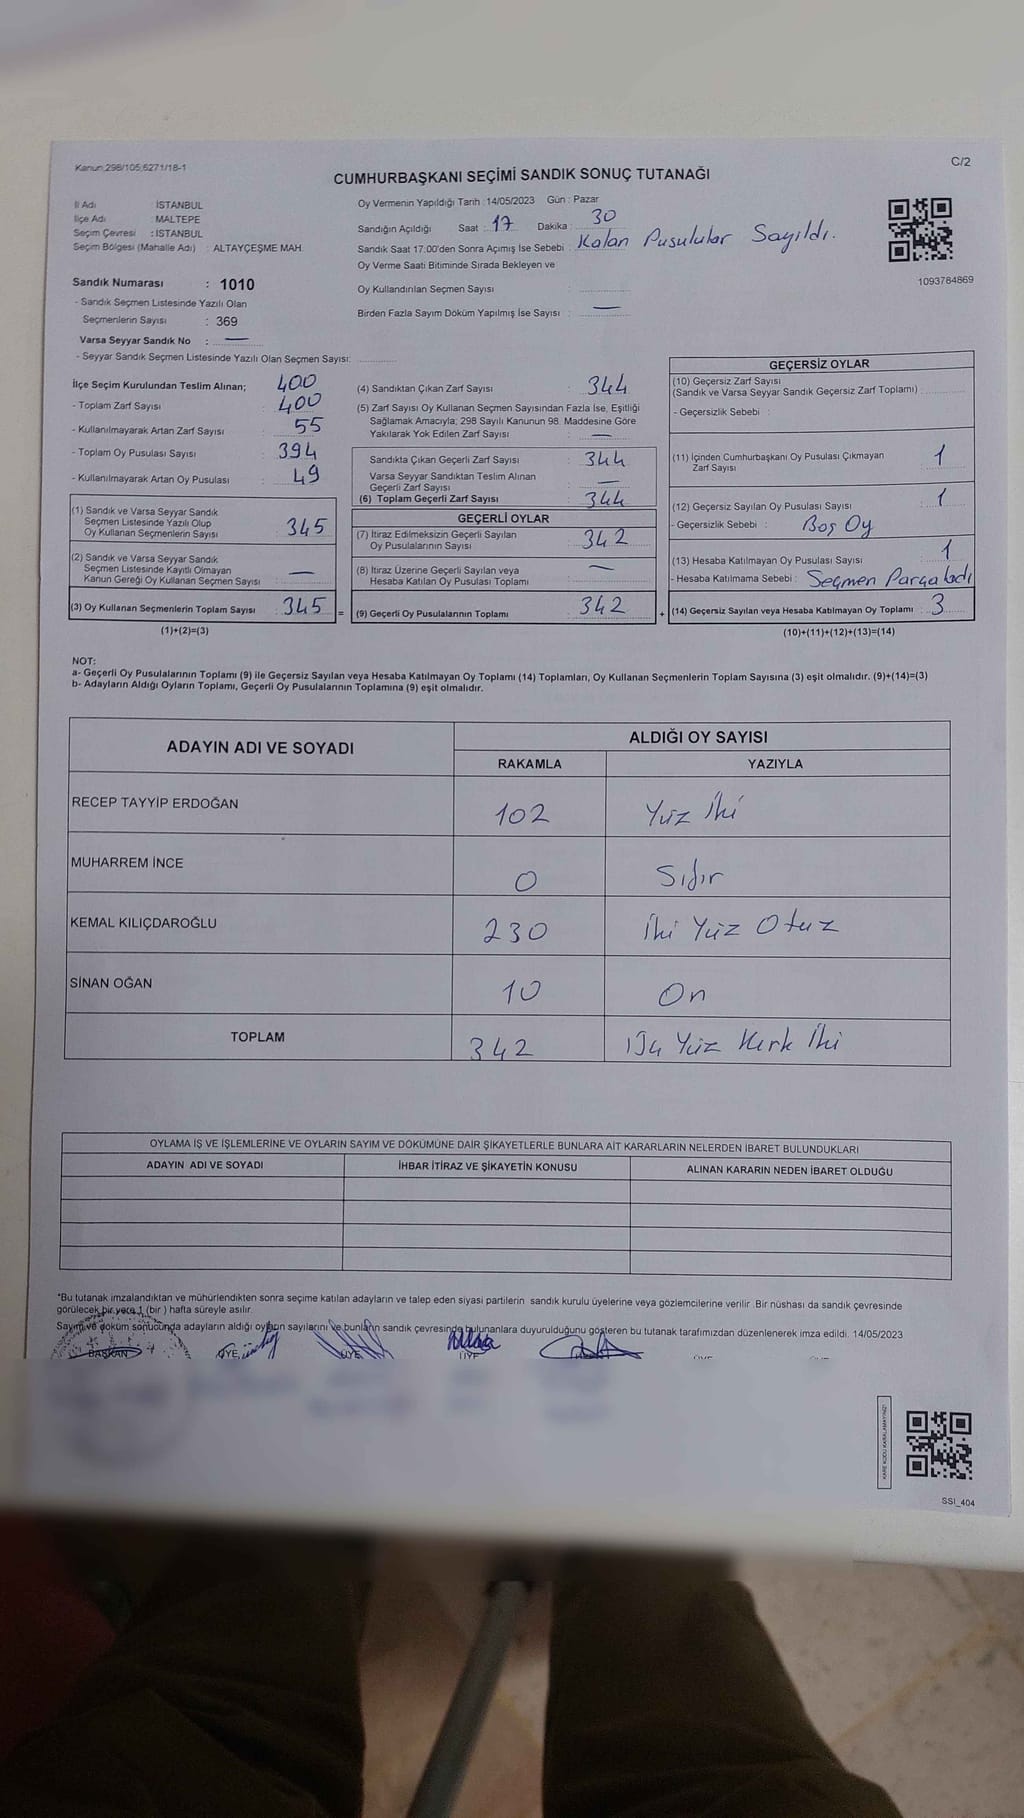 Kanun 298/105,6271/18-1
C/2
CUMHURBAŞKANI SEÇİMİ SANDIK SONUÇ TUTANAĞI
İl Adı İSTANBUL
İlçe Adı MALTEPE
Seçim Çevresi : İSTANBUL
Seçim Bölgesi (Mahalle Adı) : ALTAYÇEŞME MAH.
Sandık Numarası : 1010
- Sandık Seçmen Listesinde Yazılı Olan
Seçmenlerin Sayısı : 369
Varsa Seyyar Sandık No : —
- Seyyar Sandık Seçmen Listesinde Yazılı Olan Seçmen Sayısı:
Oy Vermenin Yapıldığı Tarih : 14/05/2023 Gün : Pazar
Sandığın Açıldığı Saat : 17 Dakika : 30
Sandık Saat 17:00'den Sonra Açımış İse Sebebi : Kalan Pusulular Sayıldı.
Oy Verme Saati Bitiminde Sırada Bekleyen ve
Oy Kullandırılan Seçmen Sayısı :
Birden Fazla Sayım Döküm Yapılmış İse Sayısı : —
1093784869
İlçe Seçim Kurulundan Teslim Alınan; 400
- Toplam Zarf Sayısı : 400
- Kullanılmayarak Artan Zarf Sayısı : 55
- Toplam Oy Pusulası Sayısı : 394
- Kullanılmayarak Artan Oy Pusulası : 49
(1) Sandık ve Varsa Seyyar Sandık
Seçmen Listesinde Yazılı Olup
Oy Kullanan Seçmenlerin Sayısı : 345
(2) Sandık ve Varsa Seyyar Sandık
Seçmen Listesinde Kayıtlı Olmayan
Kanun Gereği Oy Kullanan Seçmen Sayısı : —
(3) Oy Kullanan Seçmenlerin Toplam Sayısı : 345 =
(1)+(2)=(3)
(4) Sandıktan Çıkan Zarf Sayısı : 344
(5) Zarf Sayısı Oy Kullanan Seçmen Sayısından Fazla İse, Eşitliği
Sağlamak Amacıyla; 298 Sayılı Kanunun 98. Maddesine Göre
Yakılarak Yok Edilen Zarf Sayısı : —
Sandıkta Çıkan Geçerli Zarf Sayısı : 344
Varsa Seyyar Sandıktan Teslim Alınan
Geçerli Zarf Sayısı : —
(6) Toplam Geçerli Zarf Sayısı : 344
GEÇERLİ OYLAR
(7) İtiraz Edilmeksizin Geçerli Sayılan
Oy Pusulalarının Sayısı : 342
(8) İtiraz Üzerine Geçerli Sayılan veya
Hesaba Katılan Oy Pusulası Toplamı : —
(9) Geçerli Oy Pusulalarının Toplamı : 342 +
GEÇERSİZ OYLAR
(10) Geçersiz Zarf Sayısı
(Sandık ve Varsa Seyyar Sandık Geçersiz Zarf Toplamı) :
- Geçersizlik Sebebi :
(11) İçinden Cumhurbaşkanı Oy Pusulası Çıkmayan
Zarf Sayısı : 1
(12) Geçersiz Sayılan Oy Pusulası Sayısı : 1
- Geçersizlik Sebebi : Boş Oy
(13) Hesaba Katılmayan Oy Pusulası Sayısı : 1
- Hesaba Katılmama Sebebi : Seçmen Parçaladı
(14) Geçersiz Sayılan veya Hesaba Katılmayan Oy Toplamı : 3
(10)+(11)+(12)+(13)=(14)
NOT:
a- Geçerli Oy Pusulalarının Toplamı (9) ile Geçersiz Sayılan veya Hesaba Katılmayan Oy Toplamı (14) Toplamları, Oy Kullanan Seçmenlerin Toplam Sayısına (3) eşit olmalıdır. (9)+(14)=(3)
b- Adayların Aldığı Oyların Toplamı, Geçerli Oy Pusulalarının Toplamına (9) eşit olmalıdır.
ADAYIN ADI VE SOYADI
ALDIĞI OY SAYISI
RAKAMLA YAZIYLA
RECEP TAYYİP ERDOĞAN 102 Yüz İki
MUHARREM İNCE 0 Sıfır
KEMAL KILIÇDAROĞLU 230 İki Yüz Otuz
SİNAN OĞAN 10 On
TOPLAM 342 Üç Yüz Kırk İki
OYLAMA İŞ VE İŞLEMLERİNE VE OYLARIN SAYIM VE DÖKÜMÜNE DAİR ŞİKAYETLERLE BUNLARA AİT KARARLARIN NELERDEN İBARET BULUNDUKLARI
ADAYIN ADI VE SOYADI İHBAR İTİRAZ VE ŞİKAYETİN KONUSU ALINAN KARARIN NEDEN İBARET OLDUĞU
*Bu tutanak imzalandıktan ve mühürlendikten sonra seçime katılan adayların ve talep eden siyasi partilerin sandık kurulu üyelerine veya gözlemcilerine verilir. Bir nüshası da sandık çevresinde
görülecek bir yere 1 (bir ) hafta süreyle asılır.
Sayım ve döküm sonucunda adayların aldığı oyların sayılarını ve bunların sandık çevresinde bulunanlara duyurulduğunu gösteren bu tutanak tarafımızdan düzenlenerek imza edildi. 14/05/2023
BAŞKAN ÜYE ÜYE ÜYE
KARE KODU KARALAMAYINIZ!
SSI_404